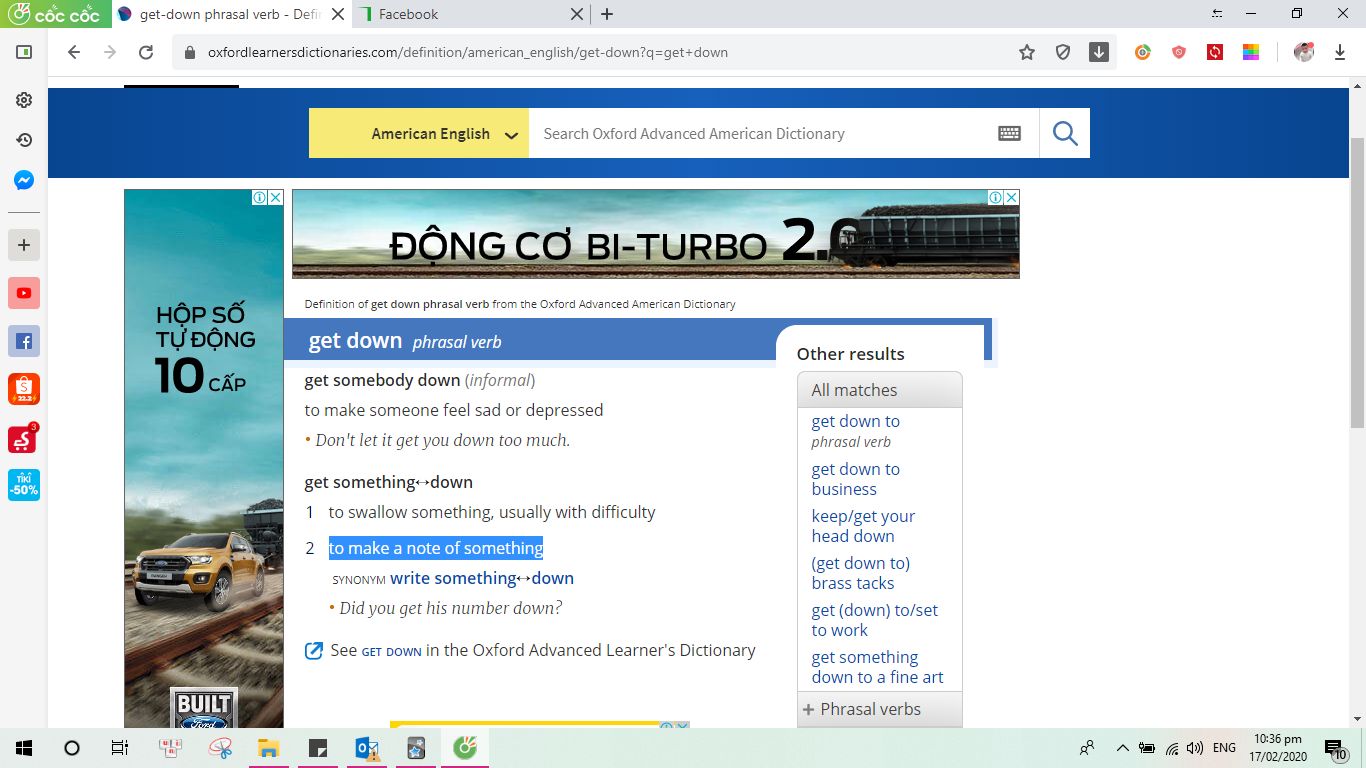 cốc cốc
get-down phrasal verb - Defin
Facebook
oxfordlearnersdictionaries.com/definition/american_english/get-down?q=get+down
American English
Search Oxford Advanced American Dictionary
ĐỘNG CƠ BI-TURBO 2.0
HỘP SỐ
TỰ ĐỘNG
10 CẤP
BUILT
Ford
Definition of get down phrasal verb from the Oxford Advanced American Dictionary
get down phrasal verb
get somebody down (informal)
to make someone feel sad or depressed
• Don't let it get you down too much.
get something↔down
1 to swallow something, usually with difficulty
2 to make a note of something
SYNONYM write something↔down
• Did you get his number down?
See GET DOWN in the Oxford Advanced Learner's Dictionary
Other results
All matches
get down to
phrasal verb
get down to
business
keep/get your
head down
(get down to)
brass tacks
get (down) to/set
to work
get something
down to a fine art
+ Phrasal verbs
22.2
3
TIKI
-50%
ENG
10:36 pm
17/02/2020
10